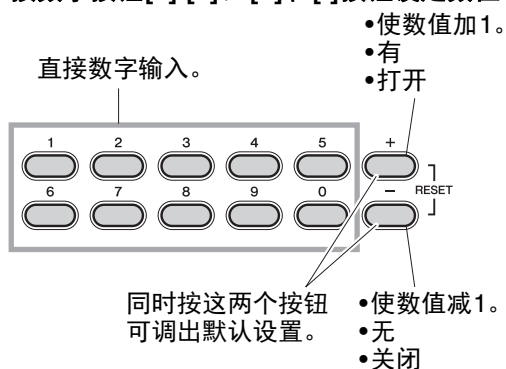 •使数值加1。
•有
•打开
直接数字输入。
1 2 3 4 5 +
6 7 8 9 0 − RESET
同时按这两个按钮
可调出默认设置。
•使数值减1。
•无
•关闭